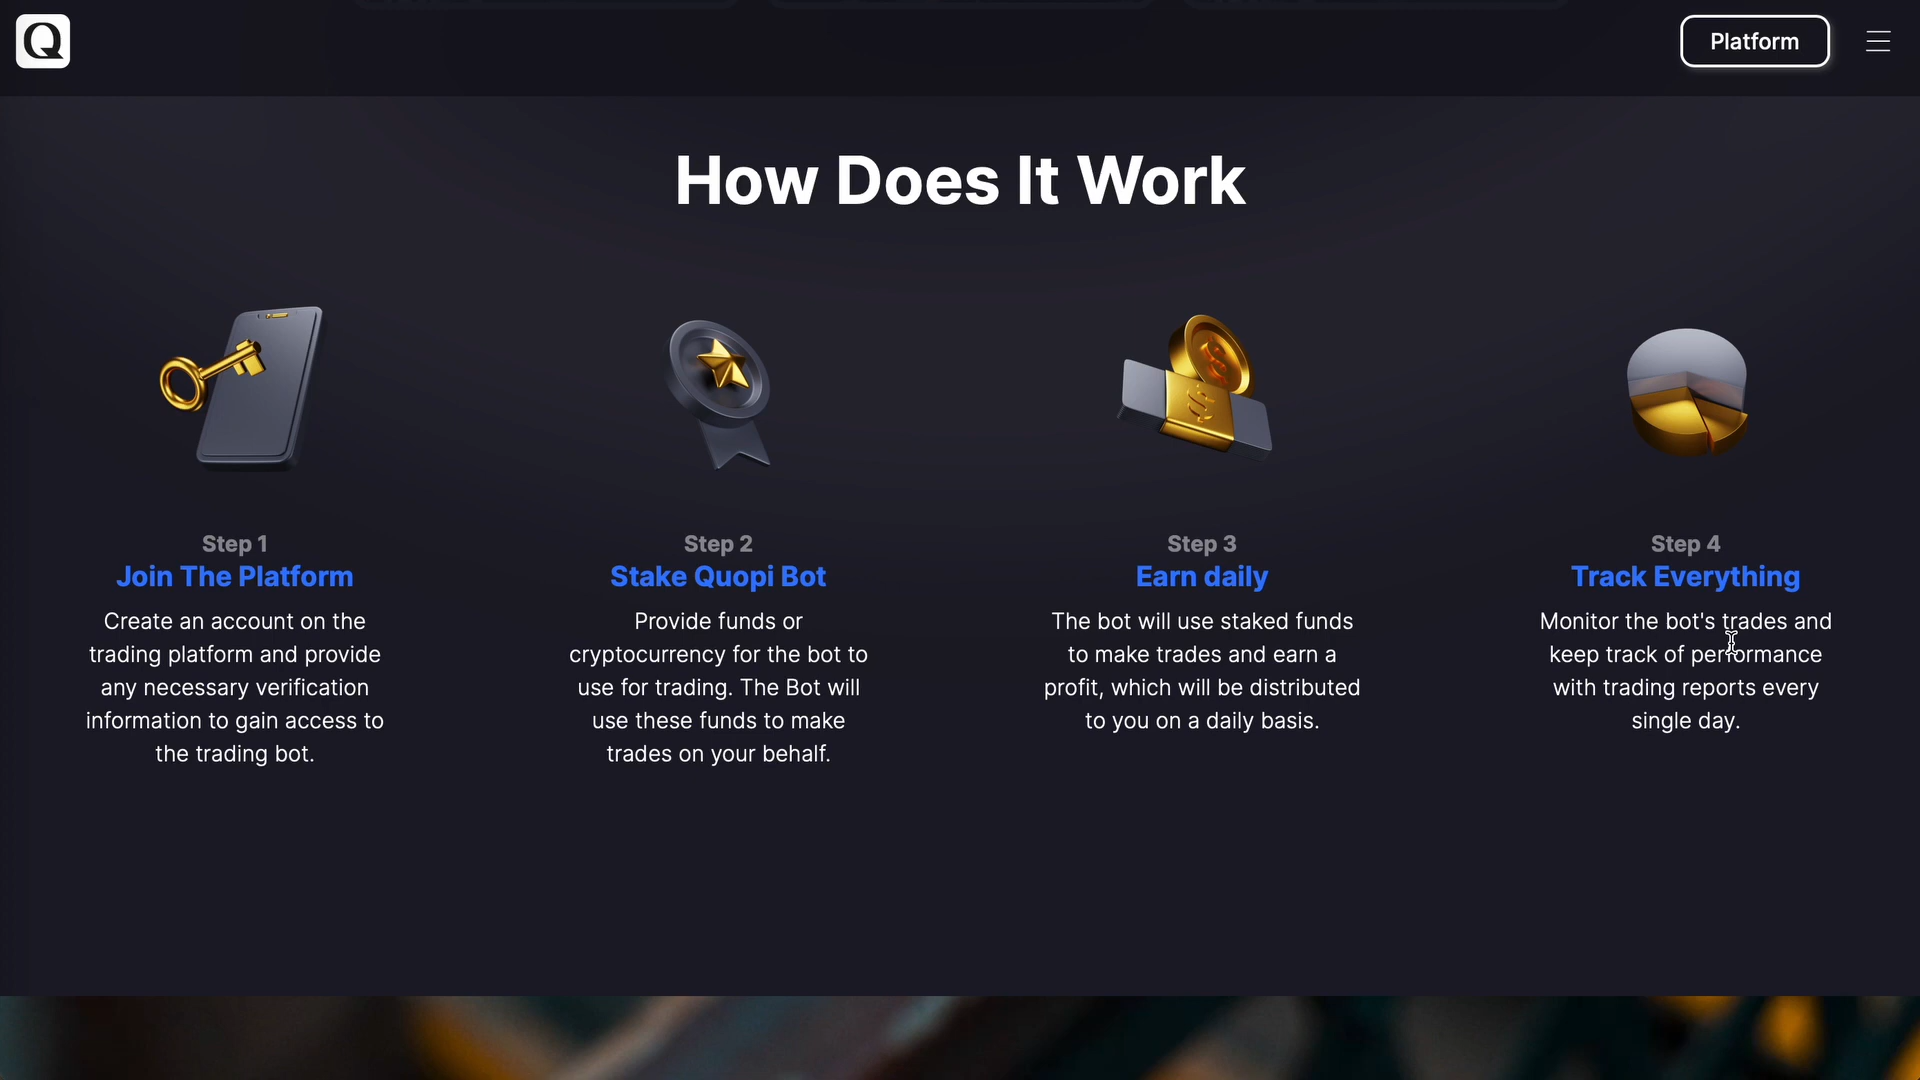 Q
Platform
How Does It Work
Step 1
Join The Platform
Create an account on the
trading platform and provide
any necessary verification
information to gain access to
the trading bot.
Step 2
Stake Quopi Bot
Provide funds or
cryptocurrency for the bot to
use for trading. The Bot will
use these funds to make
trades on your behalf.
Step 3
Earn daily
The bot will use staked funds
to make trades and earn a
profit, which will be distributed
to you on a daily basis.
Step 4
Track Everything
Monitor the bot's trades and
keep track of performance
with trading reports every
single day.